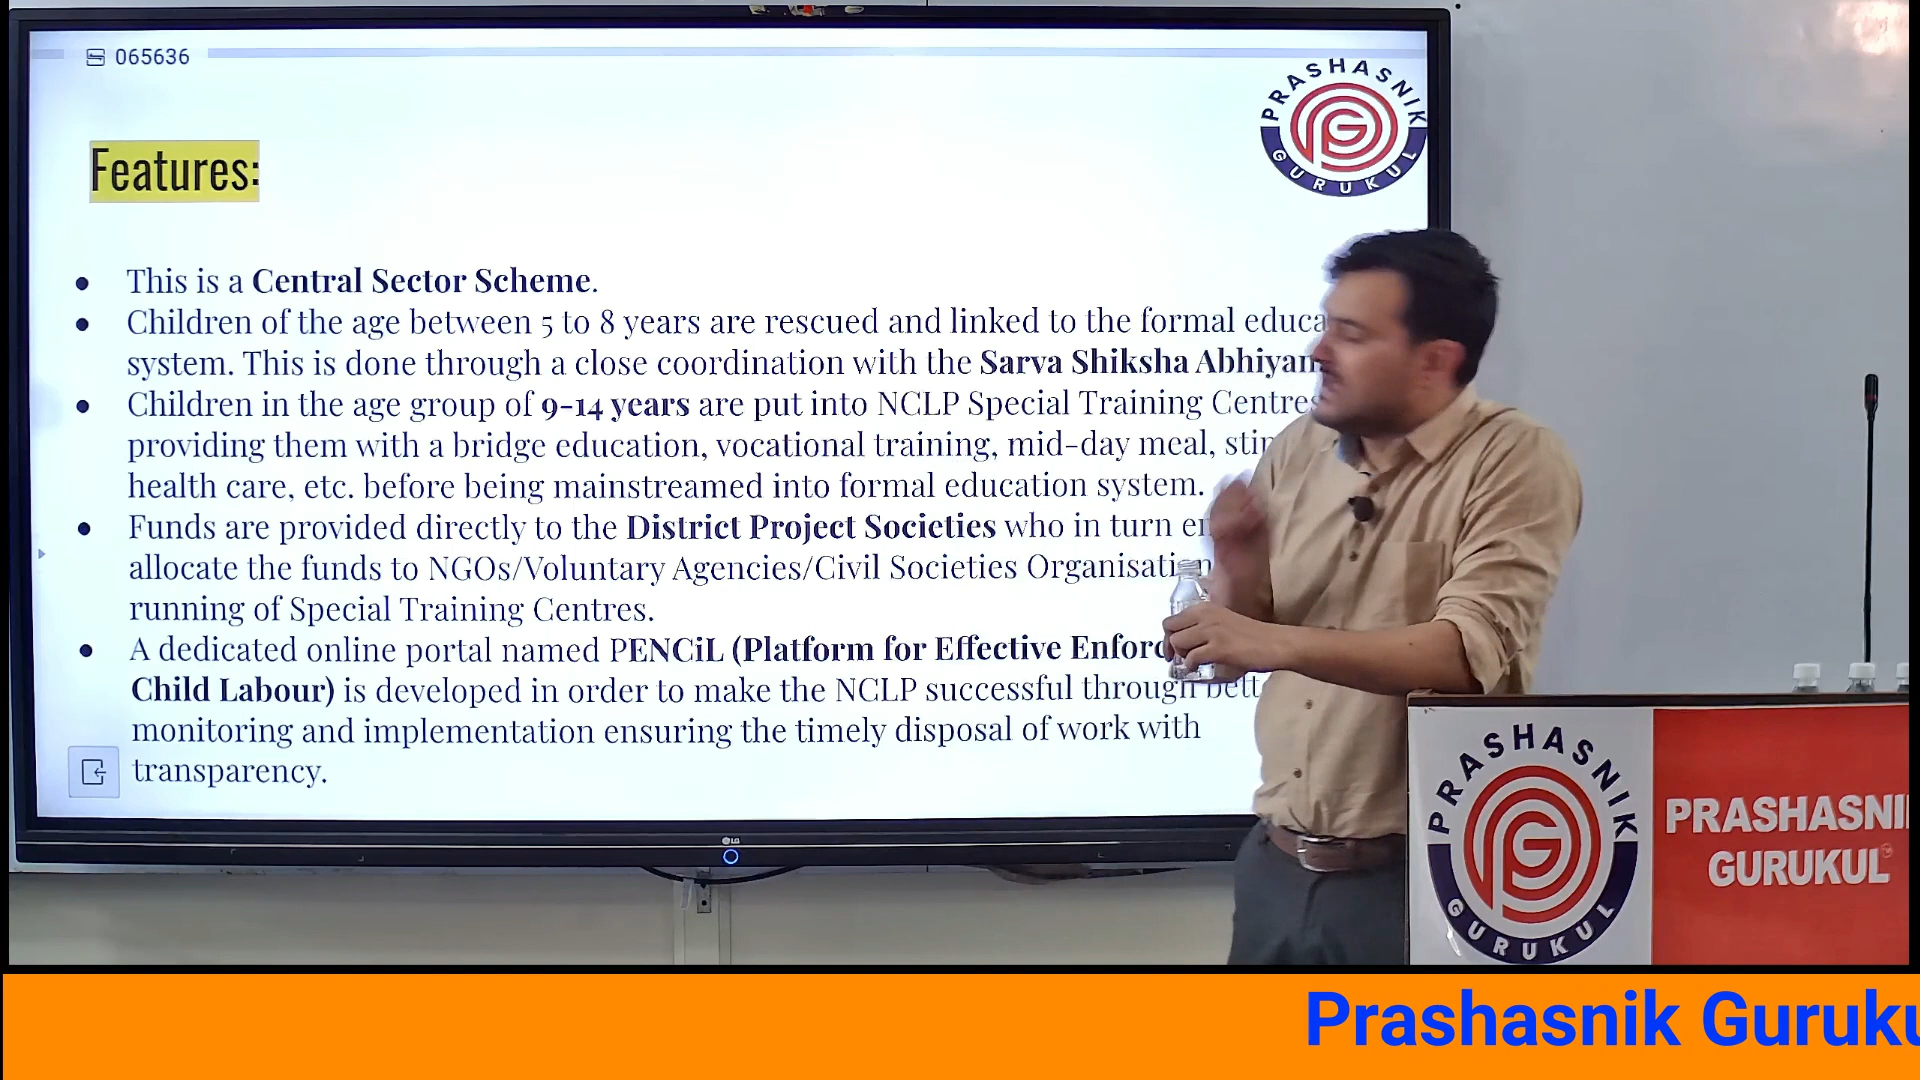 065636
PRASHASNIK
GURUKUL
Features:
This is a Central Sector Scheme.
Children of the age between 5 to 8 years are rescued and linked to the formal educa
system. This is done through a close coordination with the Sarva Shiksha Abhiyan
Children in the age group of 9-14 years are put into NCLP Special Training Centres
providing them with a bridge education, vocational training, mid-day meal, stip
health care, etc. before being mainstreamed into formal education system.
Funds are provided directly to the District Project Societies who in turn
allocate the funds to NGOs/Voluntary Agencies/Civil Societies
running of Special Training Centres.
A dedicated online portal named PENCiL (Platform for Effective Enforc
Child Labour) is developed in order to make the NCLP successful through bett
monitoring and implementation ensuring the timely disposal of work with
transparency.
LG
PRASHASNIK
GURUKUL
PRASHASNI
GURUKUL
Prashasnik Guruku